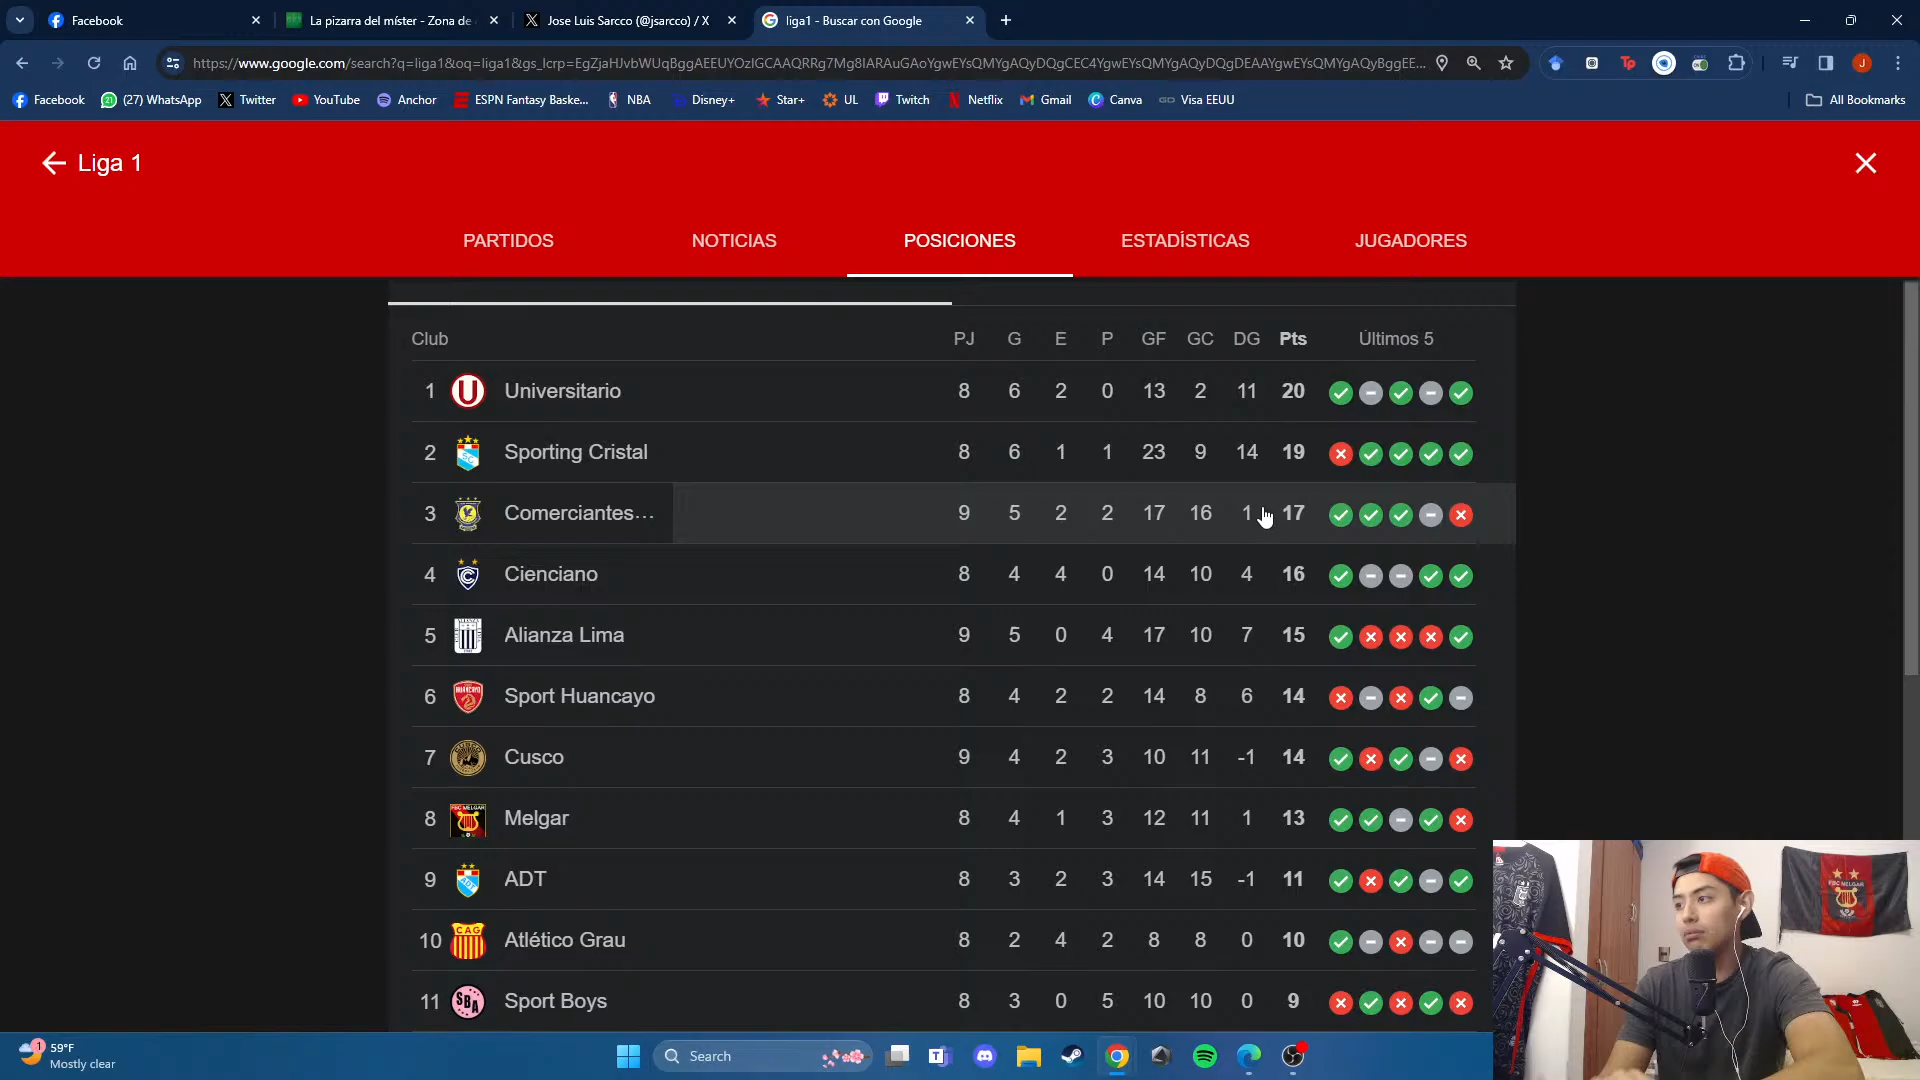 Facebook
La pizarra del míster - Zona de
Jose Luis Sarcco (@jsarcco) / X
liga1 - Buscar con Google
https://www.google.com/search?q=liga1&oq=liga1&gs_lcrp=EgZjaHJvbWUqBggAEEUYOzIGCAAQRRg7Mg8IARAuGAoYgwEYsQMYgAQyDQgCEC4YgwEYsQMYgAQyDQgDEAAYgwEYsQMYgAQyBggEE...
Facebook
(27) WhatsApp
Twitter
YouTube
Anchor
ESPN Fantasy Baske...
NBA
Disney+
Star+
UL
Twitch
Netflix
Gmail
Canva
Visa EEUU
All Bookmarks
Liga 1
PARTIDOS NOTICIAS POSICIONES ESTADÍSTICAS JUGADORES
Club PJ G E P GF GC DG Pts Últimos 5
1 Universitario 8 6 2 0 13 2 11 20
2 Sporting Cristal 8 6 1 1 23 9 14 19
3 Comerciantes... 9 5 2 2 17 16 1 17
4 Cienciano 8 4 4 0 14 10 4 16
5 Alianza Lima 9 5 0 4 17 10 7 15
6 Sport Huancayo 8 4 2 2 14 8 6 14
7 Cusco 9 4 2 3 10 11 -1 14
8 Melgar 8 4 1 3 12 11 1 13
9 ADT 8 3 2 3 14 15 -1 11
10 Atlético Grau 8 2 4 2 8 8 0 10
11 Sport Boys 8 3 0 5 10 10 0 9
59°F
Mostly clear
Search